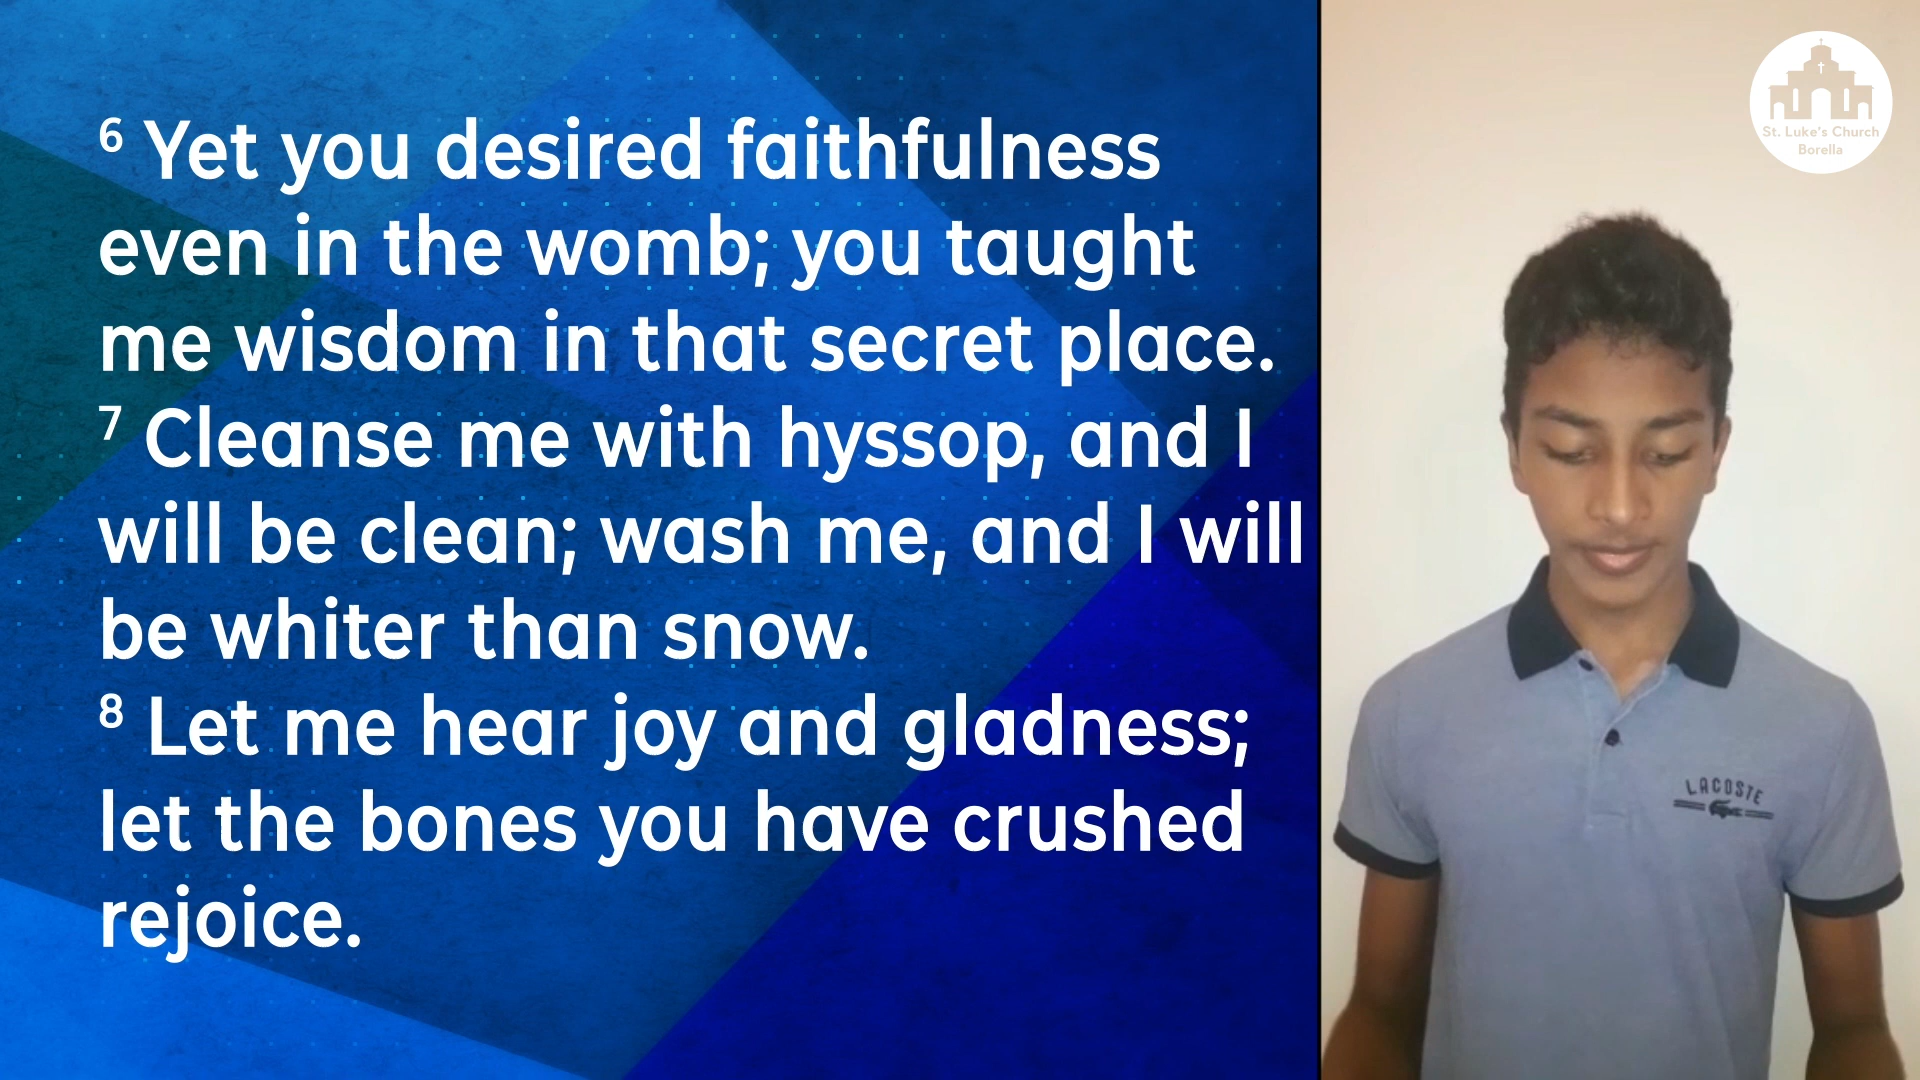 6 Yet you desired faithfulness
even in the womb; you taught
me wisdom in that secret place.
7 Cleanse me with hyssop, and I
will be clean; wash me, and I will
be whiter than snow.
8 Let me hear joy and gladness;
let the bones you have crushed
rejoice.
St. Luke's Church
Borella
LACOSTE